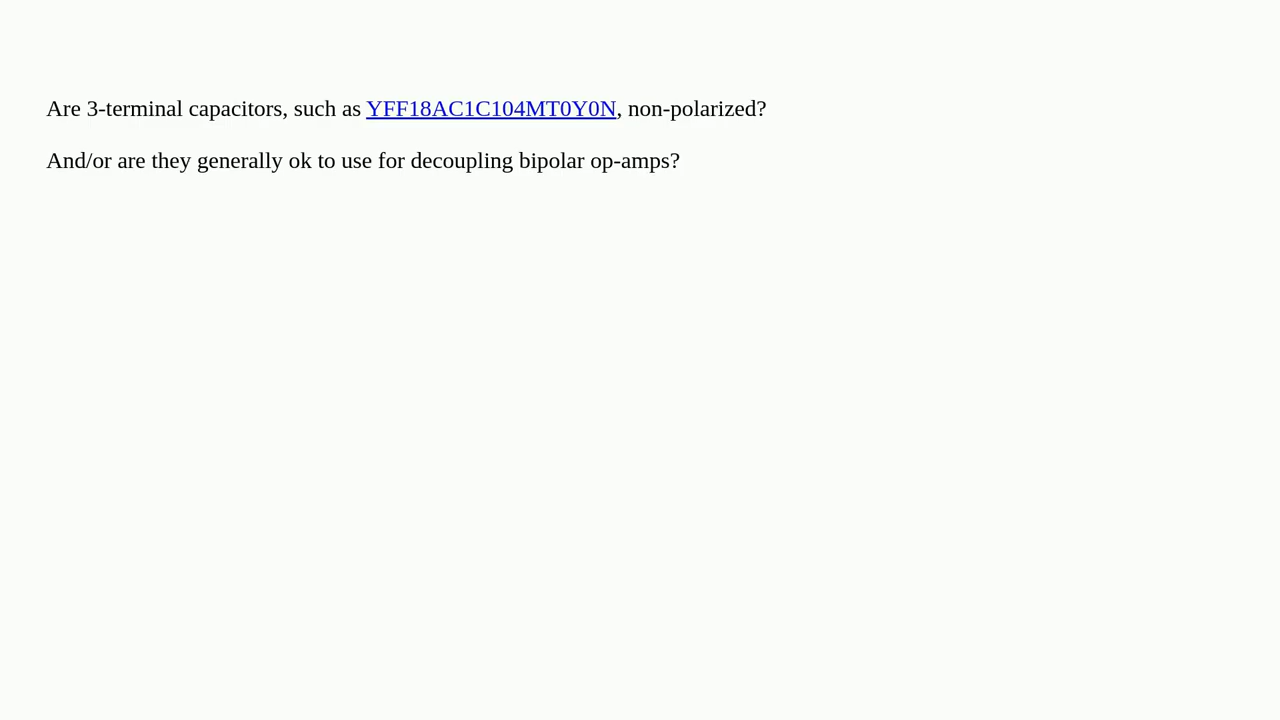 Are 3-terminal capacitors, such as YFF18AC1C104MT0Y0N, non-polarized?
And/or are they generally ok to use for decoupling bipolar op-amps?